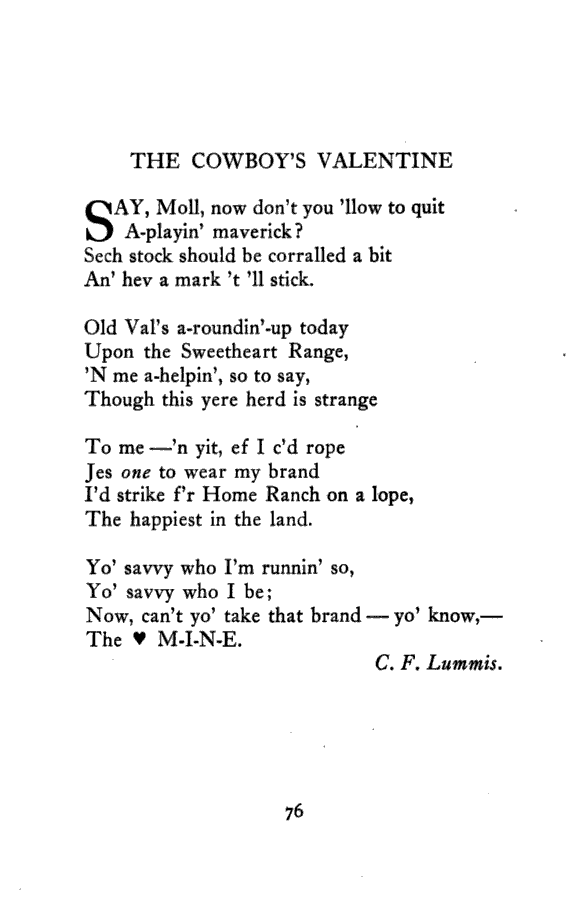 THE COWBOY'S VALENTINE
SAY, Moll, now don't you 'llow to quit
A-playin' maverick?
Sech stock should be corralled a bit
An' hev a mark 't 'll stick.
Old Val's a-roundin'-up today
Upon the Sweetheart Range,
'N me a-helpin', so to say,
Though this yere herd is strange
To me —'n yit, ef I c'd rope
Jes one to wear my brand
I'd strike f'r Home Ranch on a lope,
The happiest in the land.
Yo' savvy who I'm runnin' so,
Yo' savvy who I be;
Now, can't yo' take that brand — yo' know,—
The ♥ M-I-N-E.
C. F. Lummis.
76